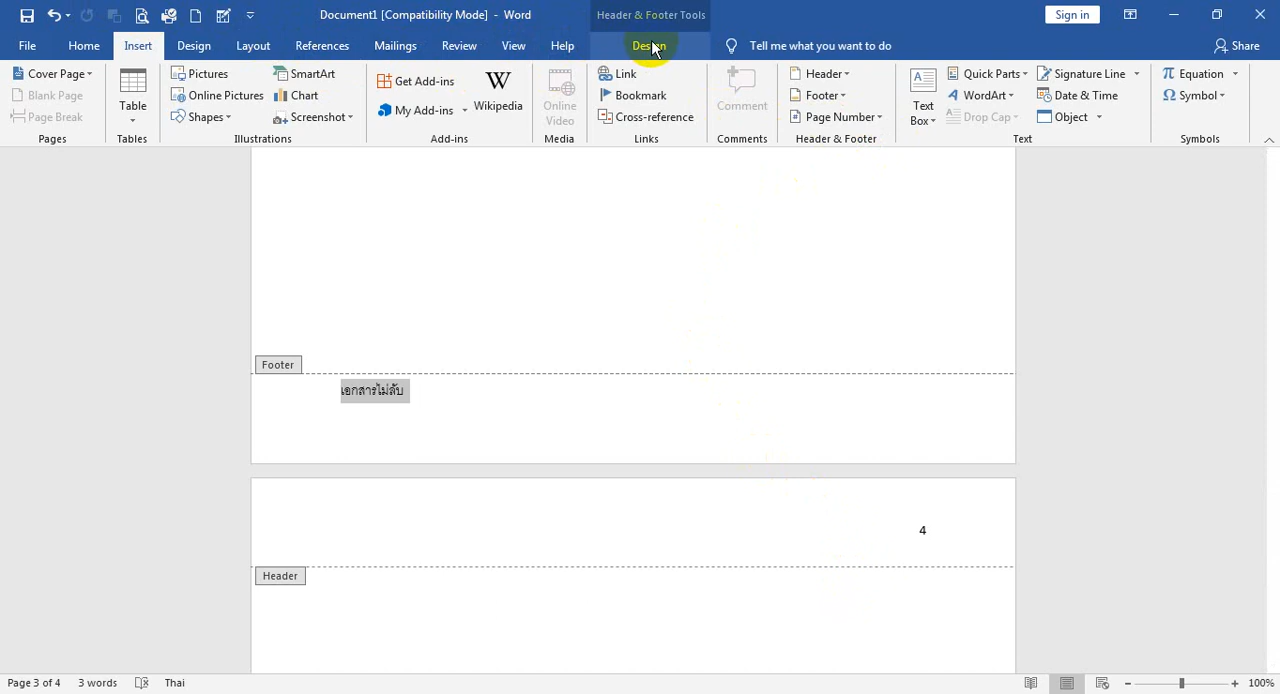 Document1 [Compatibility Mode] - Word
Header & Footer Tools
Sign in
File Home Insert Design Layout References Mailings Review View Help Design Tell me what you want to do Share
Cover Page
Blank Page
Page Break
Pages
Table
Tables
Pictures
Online Pictures
Shapes
SmartArt
Chart
Screenshot
Illustrations
Get Add-ins
My Add-ins
W
Wikipedia
Add-ins
Online
Video
Media
Link
Bookmark
Cross-reference
Links
Comment
Comments
Header
Footer
Page Number
Header & Footer
Text
Box
Quick Parts
WordArt
Drop Cap
Signature Line
Date & Time
Object
Text
Equation
Symbol
Symbols
Footer
เอกสารไม่ลับ
4
Header
Page 3 of 4 3 words Thai 100%